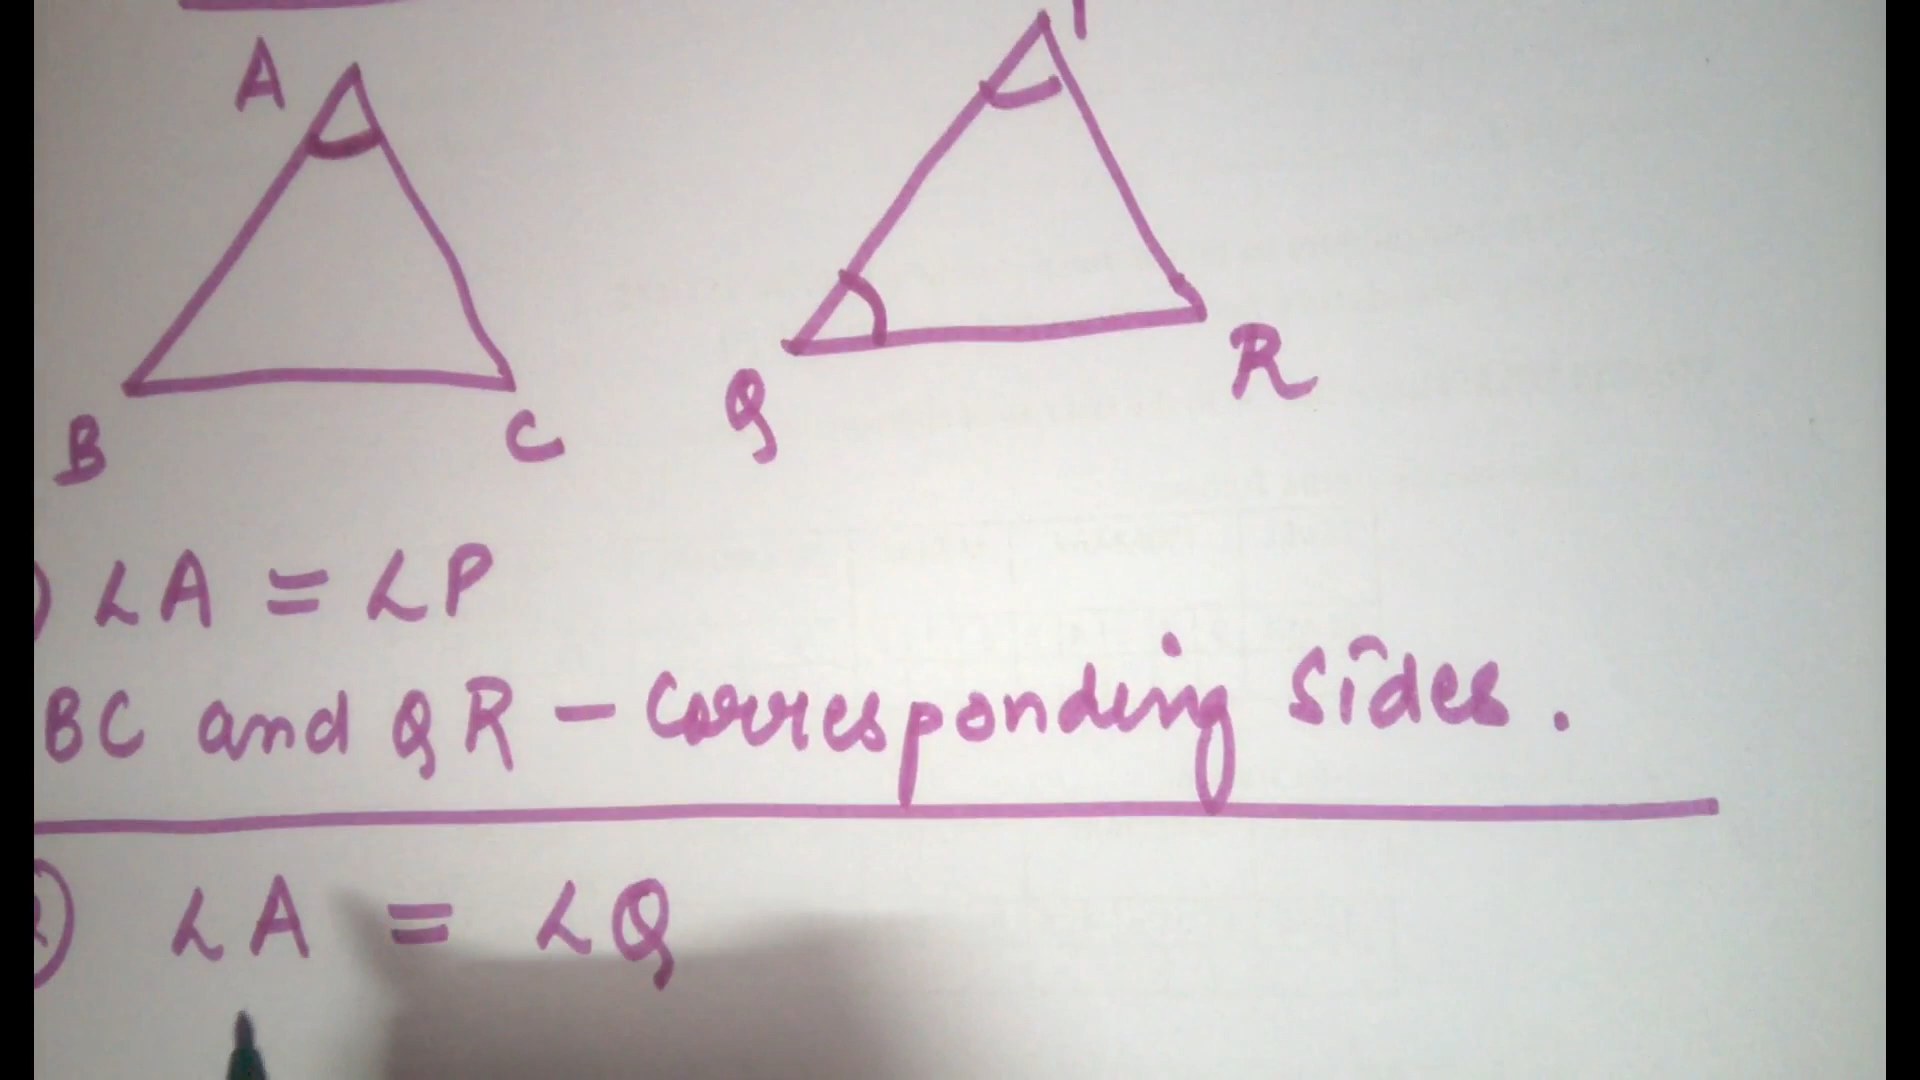 A
B
C
Q
R
) ∠A = ∠P
BC and QR - Corresponding sides.
∠A = ∠Q